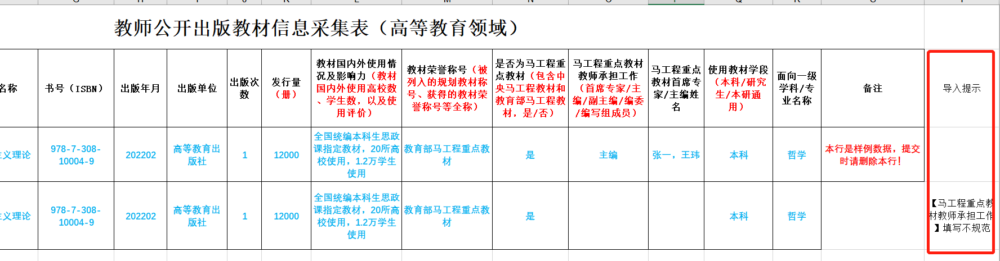 教师公开出版教材信息采集表（高等教育领域）
名称
书号（ISBN）
出版年月
出版单位
出版次
数
发行量
（册）
教材国内外使用情
况及影响力（教材
国内外使用高校数
、学生数，以及使
用评价）
教材荣誉称号（被
列入的规划教材称
号、获得的教材荣
誉称号等全称）
是否为马工程重
点教材（包含中
央马工程教材和
教育部马工程教
材，是/否）
马工程重点教材
教师承担工作
（首席专家/主
编/副主编/编委
/编写组成员）
马工程重点
教材首席专
家/主编姓
名
使用教材学段
（本科/研究
生/本研通
用）
面向一级
学科/专
业名称
备注
导入提示
主义理论
978-7-308-
10004-9
202202
高等教育出
版社
1
12000
全国统编本科生思政
课指定教材，20所高
校使用，1.2万学生
使用
教育部马工程重点教
材
是
主编
张一，王玮
本科
哲学
本行是样例数据，提交
时请删除本行！
主义理论
978-7-308-
10004-9
202202
高等教育出
版社
1
12000
全国统编本科生思政
课指定教材，20所高
校使用，1.2万学生
使用
教育部马工程重点教
材
是
本科
哲学
【马工程重点教
材教师承担工作
】填写不规范